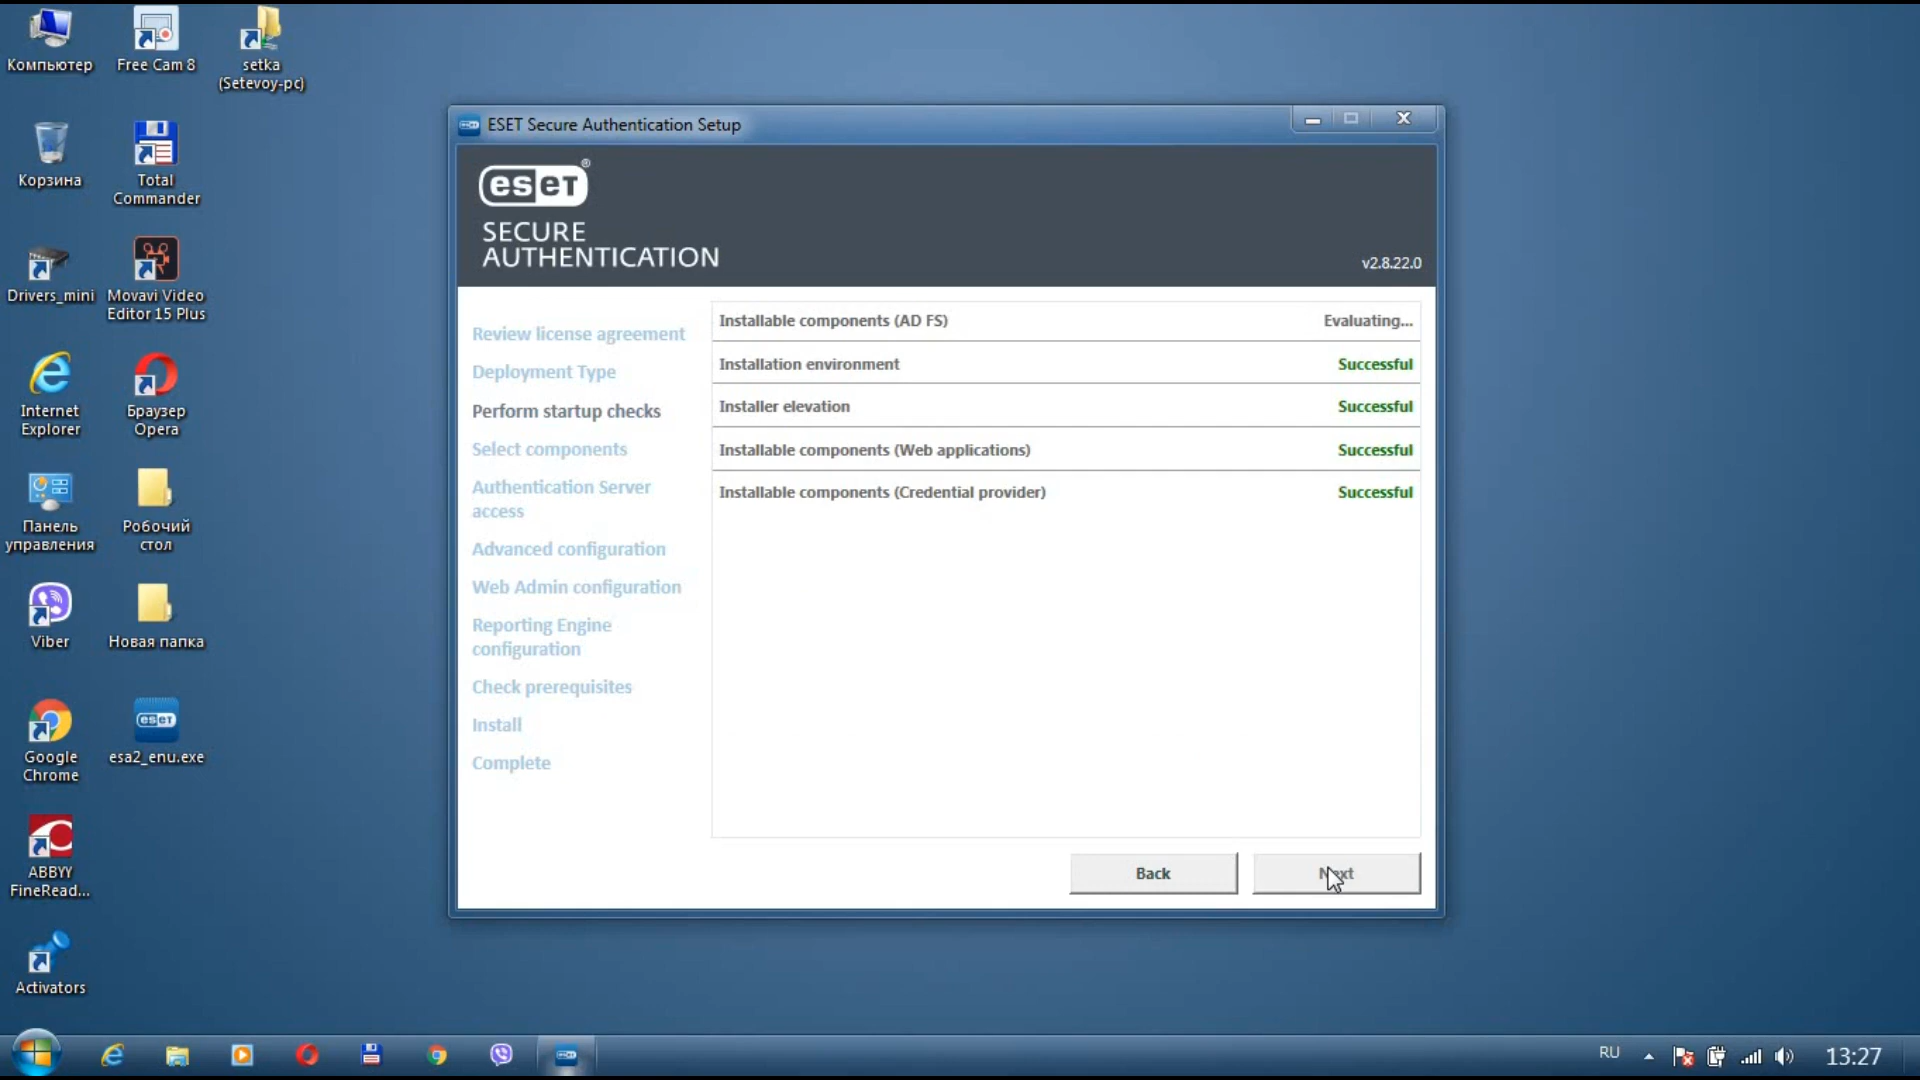 Компьютер
Free Cam 8
setka
(Setevoy-pc)
Корзина
Total
Commander
Drivers_mini
Movavi Video
Editor 15 Plus
Internet
Explorer
Браузер
Opera
Панель
управления
Робочий
стол
Viber
Новая папка
Google
Chrome
eseT
esa2_enu.exe
ABBYY
FineRead...
Activators
ESET Secure Authentication Setup
eseT®
SECURE
AUTHENTICATION
v2.8.22.0
Review license agreement
Deployment Type
Perform startup checks
Select components
Authentication Server
access
Advanced configuration
Web Admin configuration
Reporting Engine
configuration
Check prerequisites
Install
Complete
Installable components (AD FS) Evaluating...
Installation environment Successful
Installer elevation Successful
Installable components (Web applications) Successful
Installable components (Credential provider) Successful
Back
Next
RU
13:27